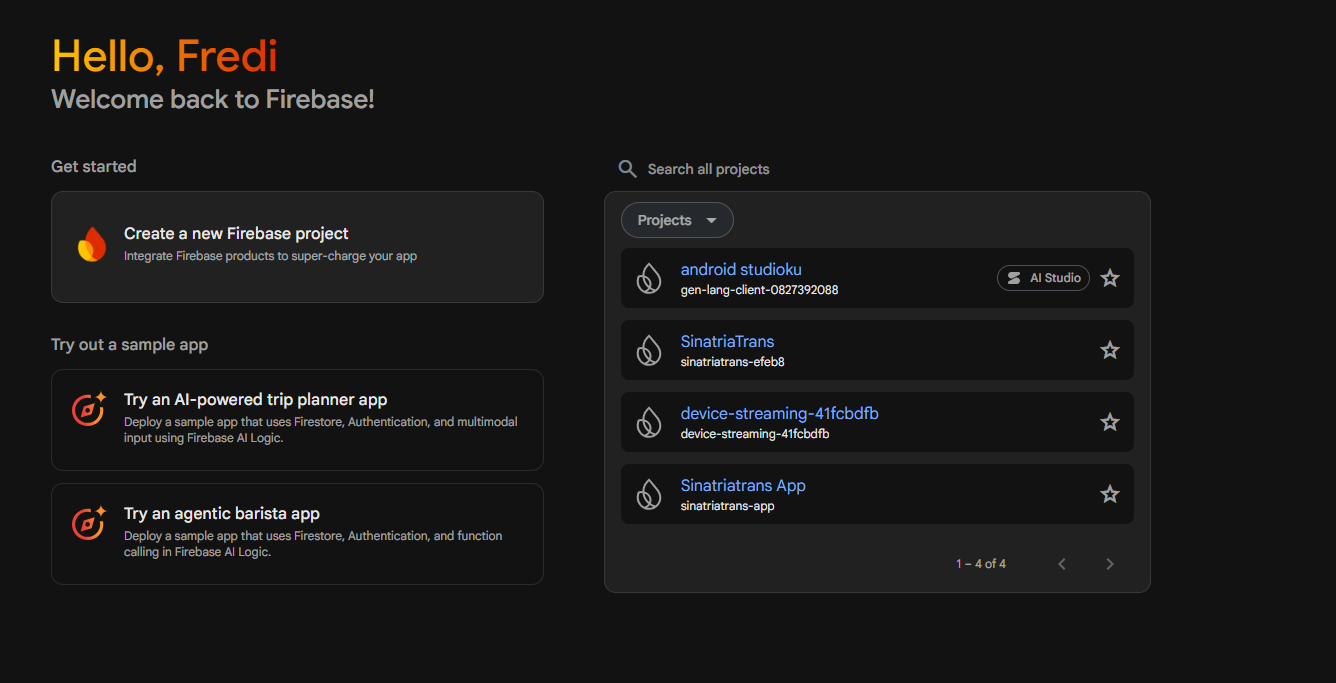 Hello, Fredi
Welcome back to Firebase!
Get started
Create a new Firebase project
Integrate Firebase products to super-charge your app
Try out a sample app
Try an AI-powered trip planner app
Deploy a sample app that uses Firestore, Authentication, and multimodal
input using Firebase AI Logic.
Try an agentic barista app
Deploy a sample app that uses Firestore, Authentication, and function
calling in Firebase AI Logic.
Search all projects
Projects
android studioku
gen-lang-client-0827392088
AI Studio
SinatriaTrans
sinatriatrans-efeb8
device-streaming-41fcbdfb
device-streaming-41fcbdfb
Sinatriatrans App
sinatriatrans-app
1 – 4 of 4